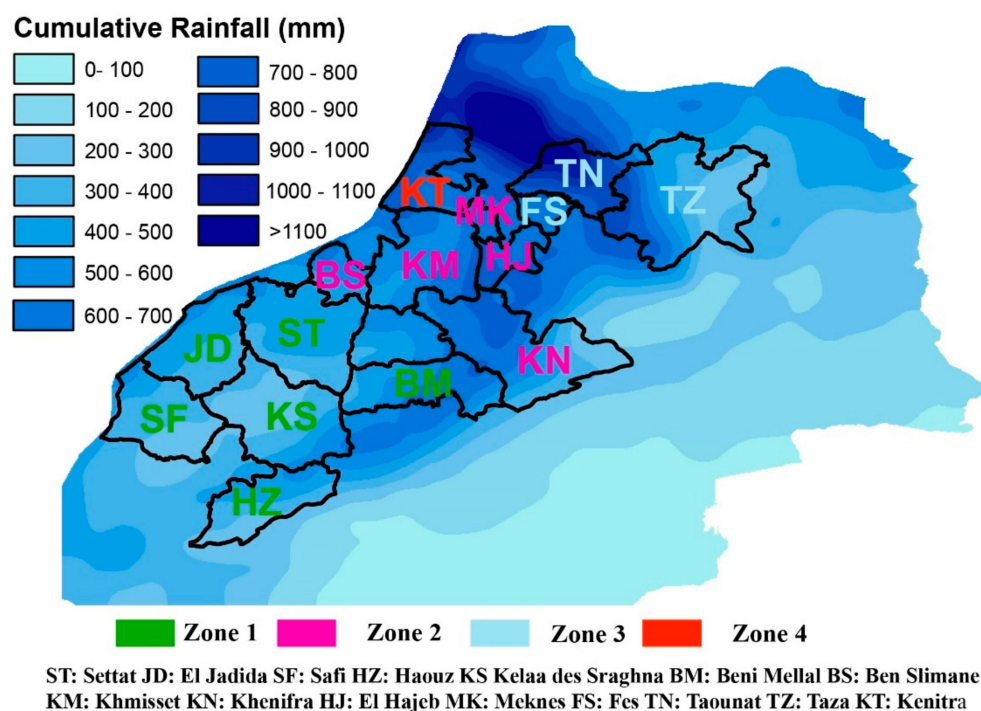 Cumulative Rainfall (mm)
0- 100
100 - 200
200 - 300
300 - 400
400 - 500
500 - 600
600 - 700
700 - 800
800 - 900
900 - 1000
1000 - 1100
>1100
TN
TZ
KT
MK
FS
KM
HJ
BS
ST
JD
KN
BM
SF
KS
HZ
Zone 1
Zone 2
Zone 3
Zone 4
ST: Settat JD: El Jadida SF: Safi HZ: Haouz KS Kelaa des Sraghna BM: Beni Mellal BS: Ben Slimane
KM: Khmisset KN: Khenifra HJ: El Hajeb MK: Meknes FS: Fes TN: Taounat TZ: Taza KT: Kenitra